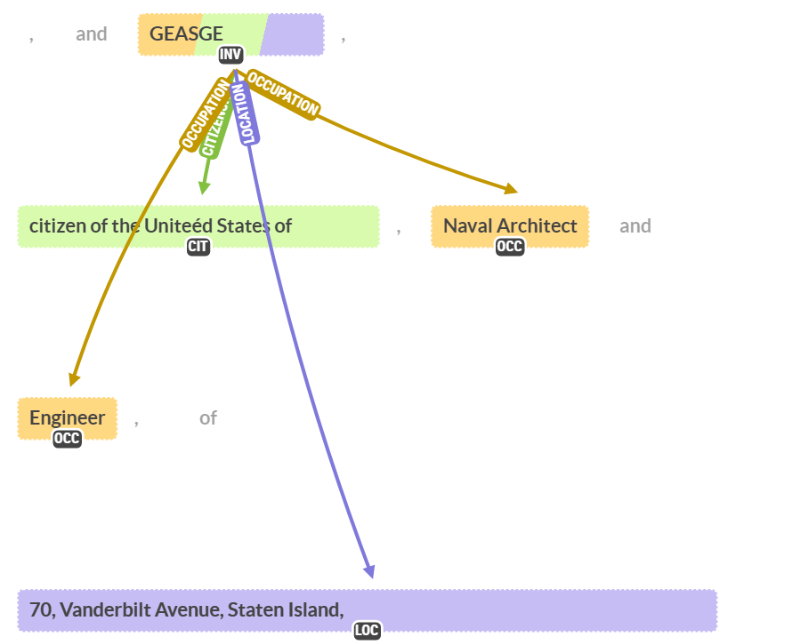 , and GEASGE ,
INV
OCCUPATION CITIZENS LOCATION OCCUPATION
citizen of the Uniteéd States of , Naval Architect and
CIT OCC
Engineer , of
OCC
70, Vanderbilt Avenue, Staten Island,
LOC